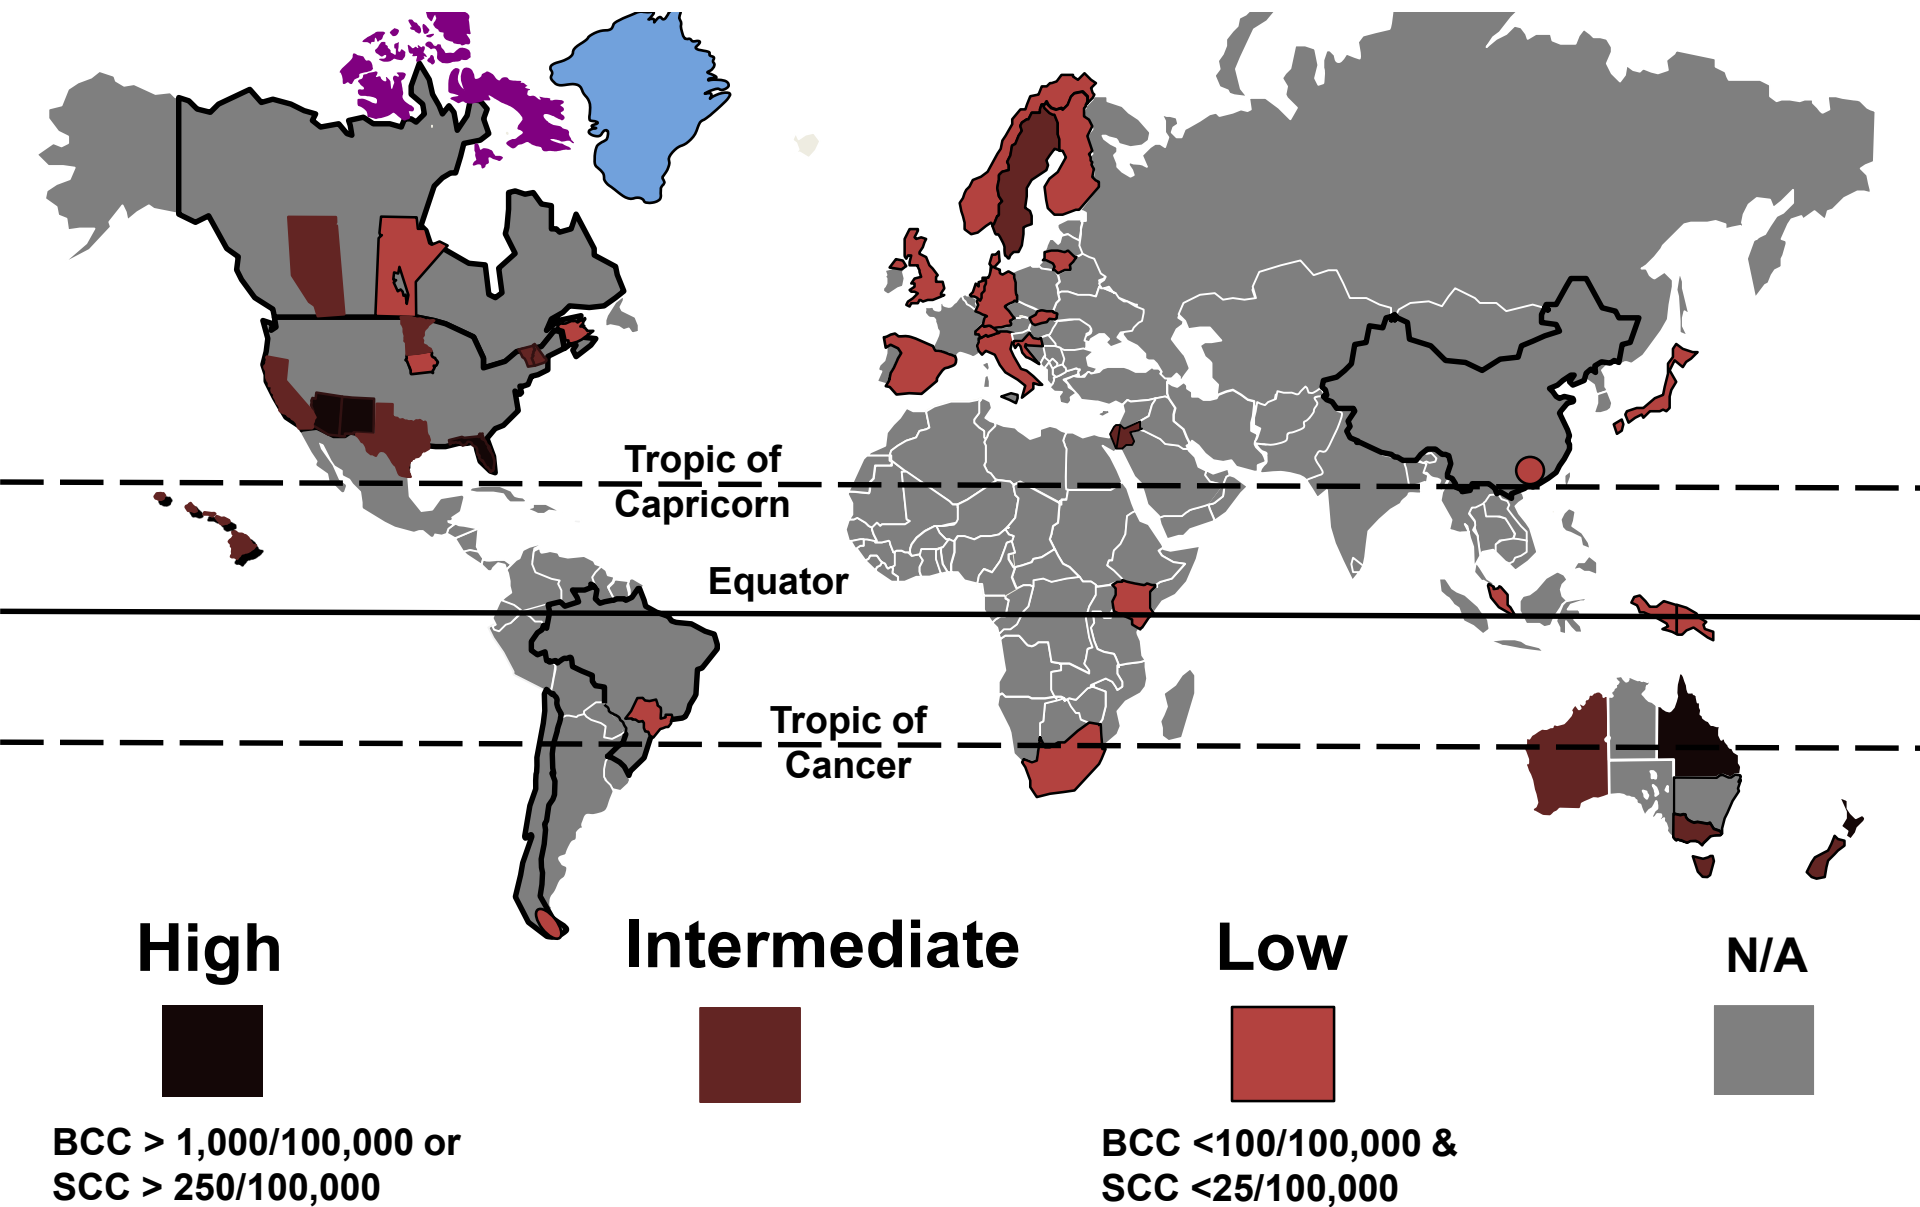 Tropic of
Capricorn
Equator
Tropic of
Cancer
High
Intermediate
Low
N/A
BCC > 1,000/100,000 or
SCC > 250/100,000
BCC <100/100,000 &
SCC <25/100,000